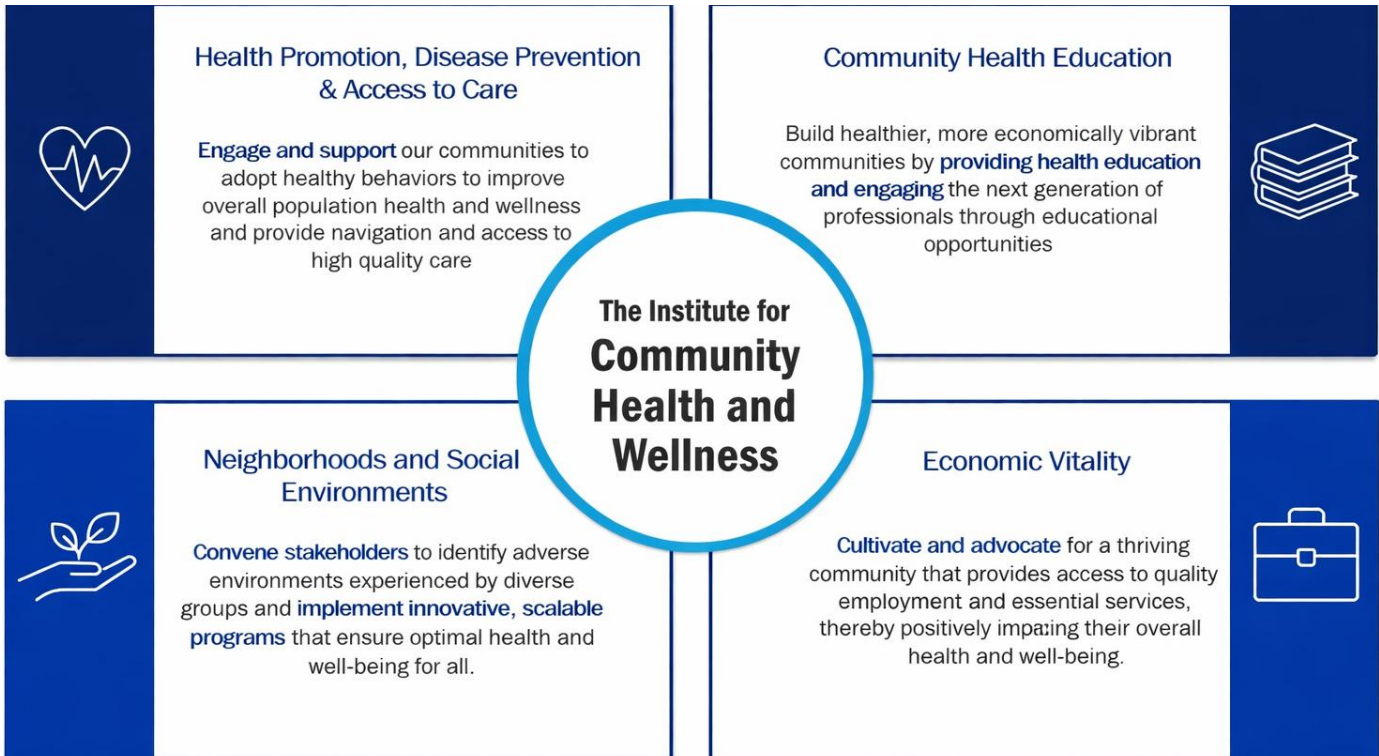 Health Promotion, Disease Prevention
& Access to Care
Engage and support our communities to
adopt healthy behaviors to improve
overall population health and wellness
and provide navigation and access to
high quality care
Community Health Education
Build healthier, more economically vibrant
communities by providing health education
and engaging the next generation of
professionals through educational
opportunities
The Institute for
Community
Health and
Wellness
Neighborhoods and Social
Environments
Convene stakeholders to identify adverse
environments experienced by diverse
groups and implement innovative, scalable
programs that ensure optimal health and
well-being for all.
Economic Vitality
Cultivate and advocate for a thriving
community that provides access to quality
employment and essential services,
thereby positively their overall
health and well-being.